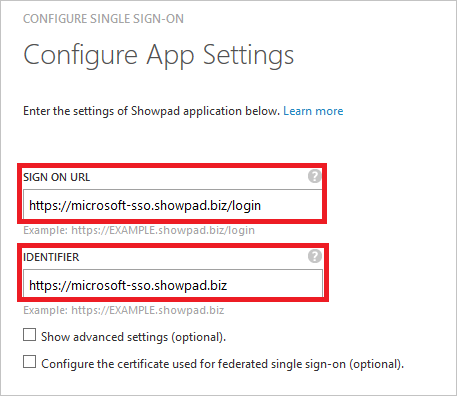 CONFIGURE SINGLE SIGN-ON
Configure App Settings
Enter the settings of Showpad application below. Learn more
SIGN ON URL ?
https://microsoft-sso.showpad.biz/login
Example: https://EXAMPLE.showpad.biz/login
IDENTIFIER ?
https://microsoft-sso.showpad.biz
Example: https://EXAMPLE.showpad.biz
Show advanced settings (optional).
Configure the certificate used for federated single sign-on (optional).